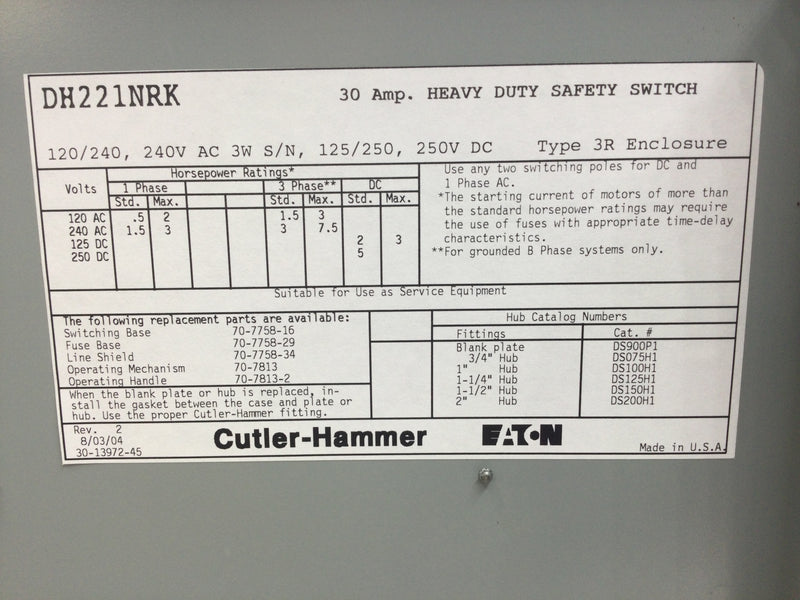 DH221NRK 30 Amp. HEAVY DUTY SAFETY SWITCH
120/240, 240V AC 3W S/N, 125/250, 250V DC Type 3R Enclosure
Horsepower Ratings*
Volts 1 Phase 3 Phase** DC
Std. Max. Std. Max. Std. Max.
120 AC .5 2 1.5 3
240 AC 1.5 3 3 7.5
125 DC 2 3
250 DC 5
Use any two switching poles for DC and
1 Phase AC.
*The starting current of motors of more than
the standard horsepower ratings may require
the use of fuses with appropriate time-delay
characteristics.
**For grounded B Phase systems only.
Suitable for Use as Service Equipment
The following replacement parts are available:
Switching Base 70-7758-16
Fuse Base 70-7758-29
Line Shield 70-7758-34
Operating Mechanism 70-7813
Operating Handle 70-7813-2
When the blank plate or hub is replaced, in-
stall the gasket between the case and plate or
hub. Use the proper Cutler-Hammer fitting.
Hub Catalog Numbers
Fittings Cat. #
Blank plate DS900P1
3/4" Hub DS075H1
1" Hub DS100H1
1-1/4" Hub DS125H1
1-1/2" Hub DS150H1
2" Hub DS200H1
Rev. 2
8/03/04
30-13972-45
Cutler-Hammer EATON
Made in U.S.A.